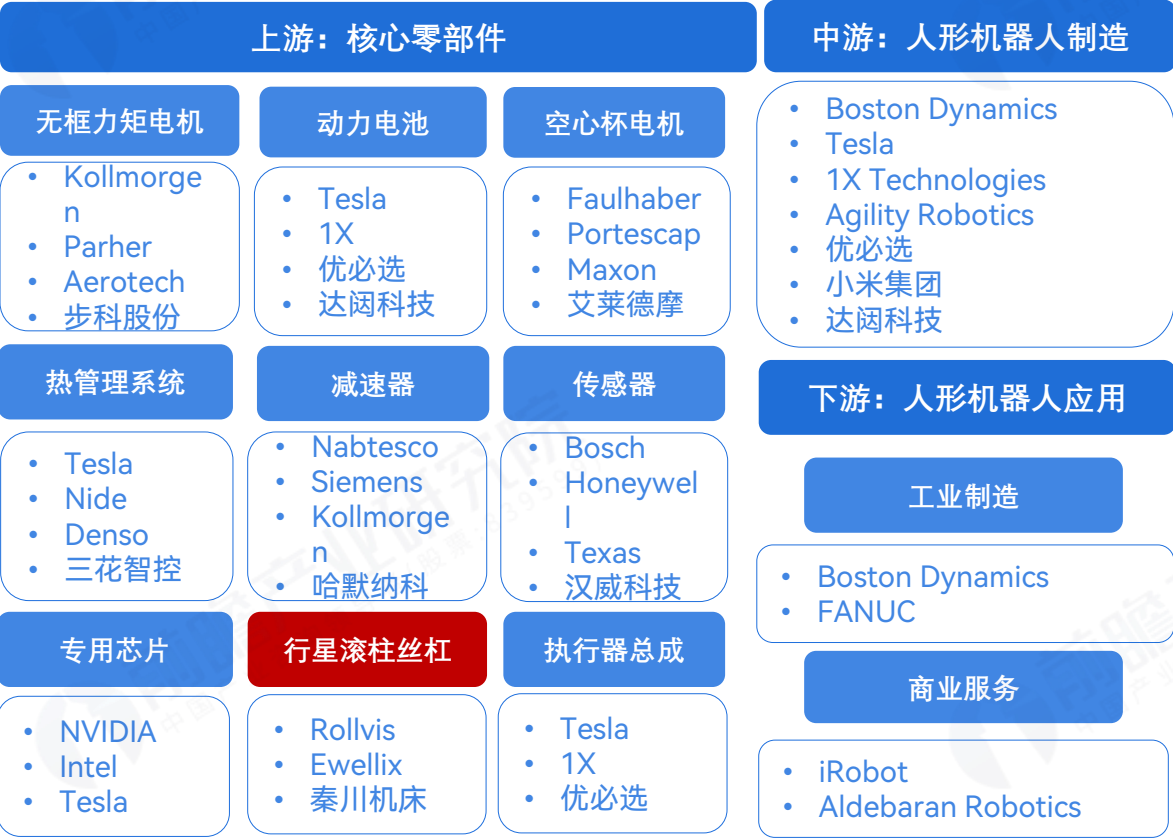 上游：核心零部件
无框力矩电机
Kollmorge
n
Parher
Aerotech
步科股份
动力电池
Tesla
1X
优必选
达闼科技
空心杯电机
Faulhaber
Portescap
Maxon
艾莱德摩
热管理系统
Tesla
Nide
Denso
三花智控
减速器
Nabtesco
Siemens
Kollmorge
n
哈默纳科
传感器
Bosch
Honeywel
l
Texas
汉威科技
专用芯片
NVIDIA
Intel
Tesla
行星滚柱丝杠
Rollvis
Ewellix
秦川机床
执行器总成
Tesla
1X
优必选
中游：人形机器人制造
Boston Dynamics
Tesla
1X Technologies
Agility Robotics
优必选
小米集团
达闼科技
下游：人形机器人应用
工业制造
Boston Dynamics
FANUC
商业服务
iRobot
Aldebaran Robotics
前瞻产业研究院